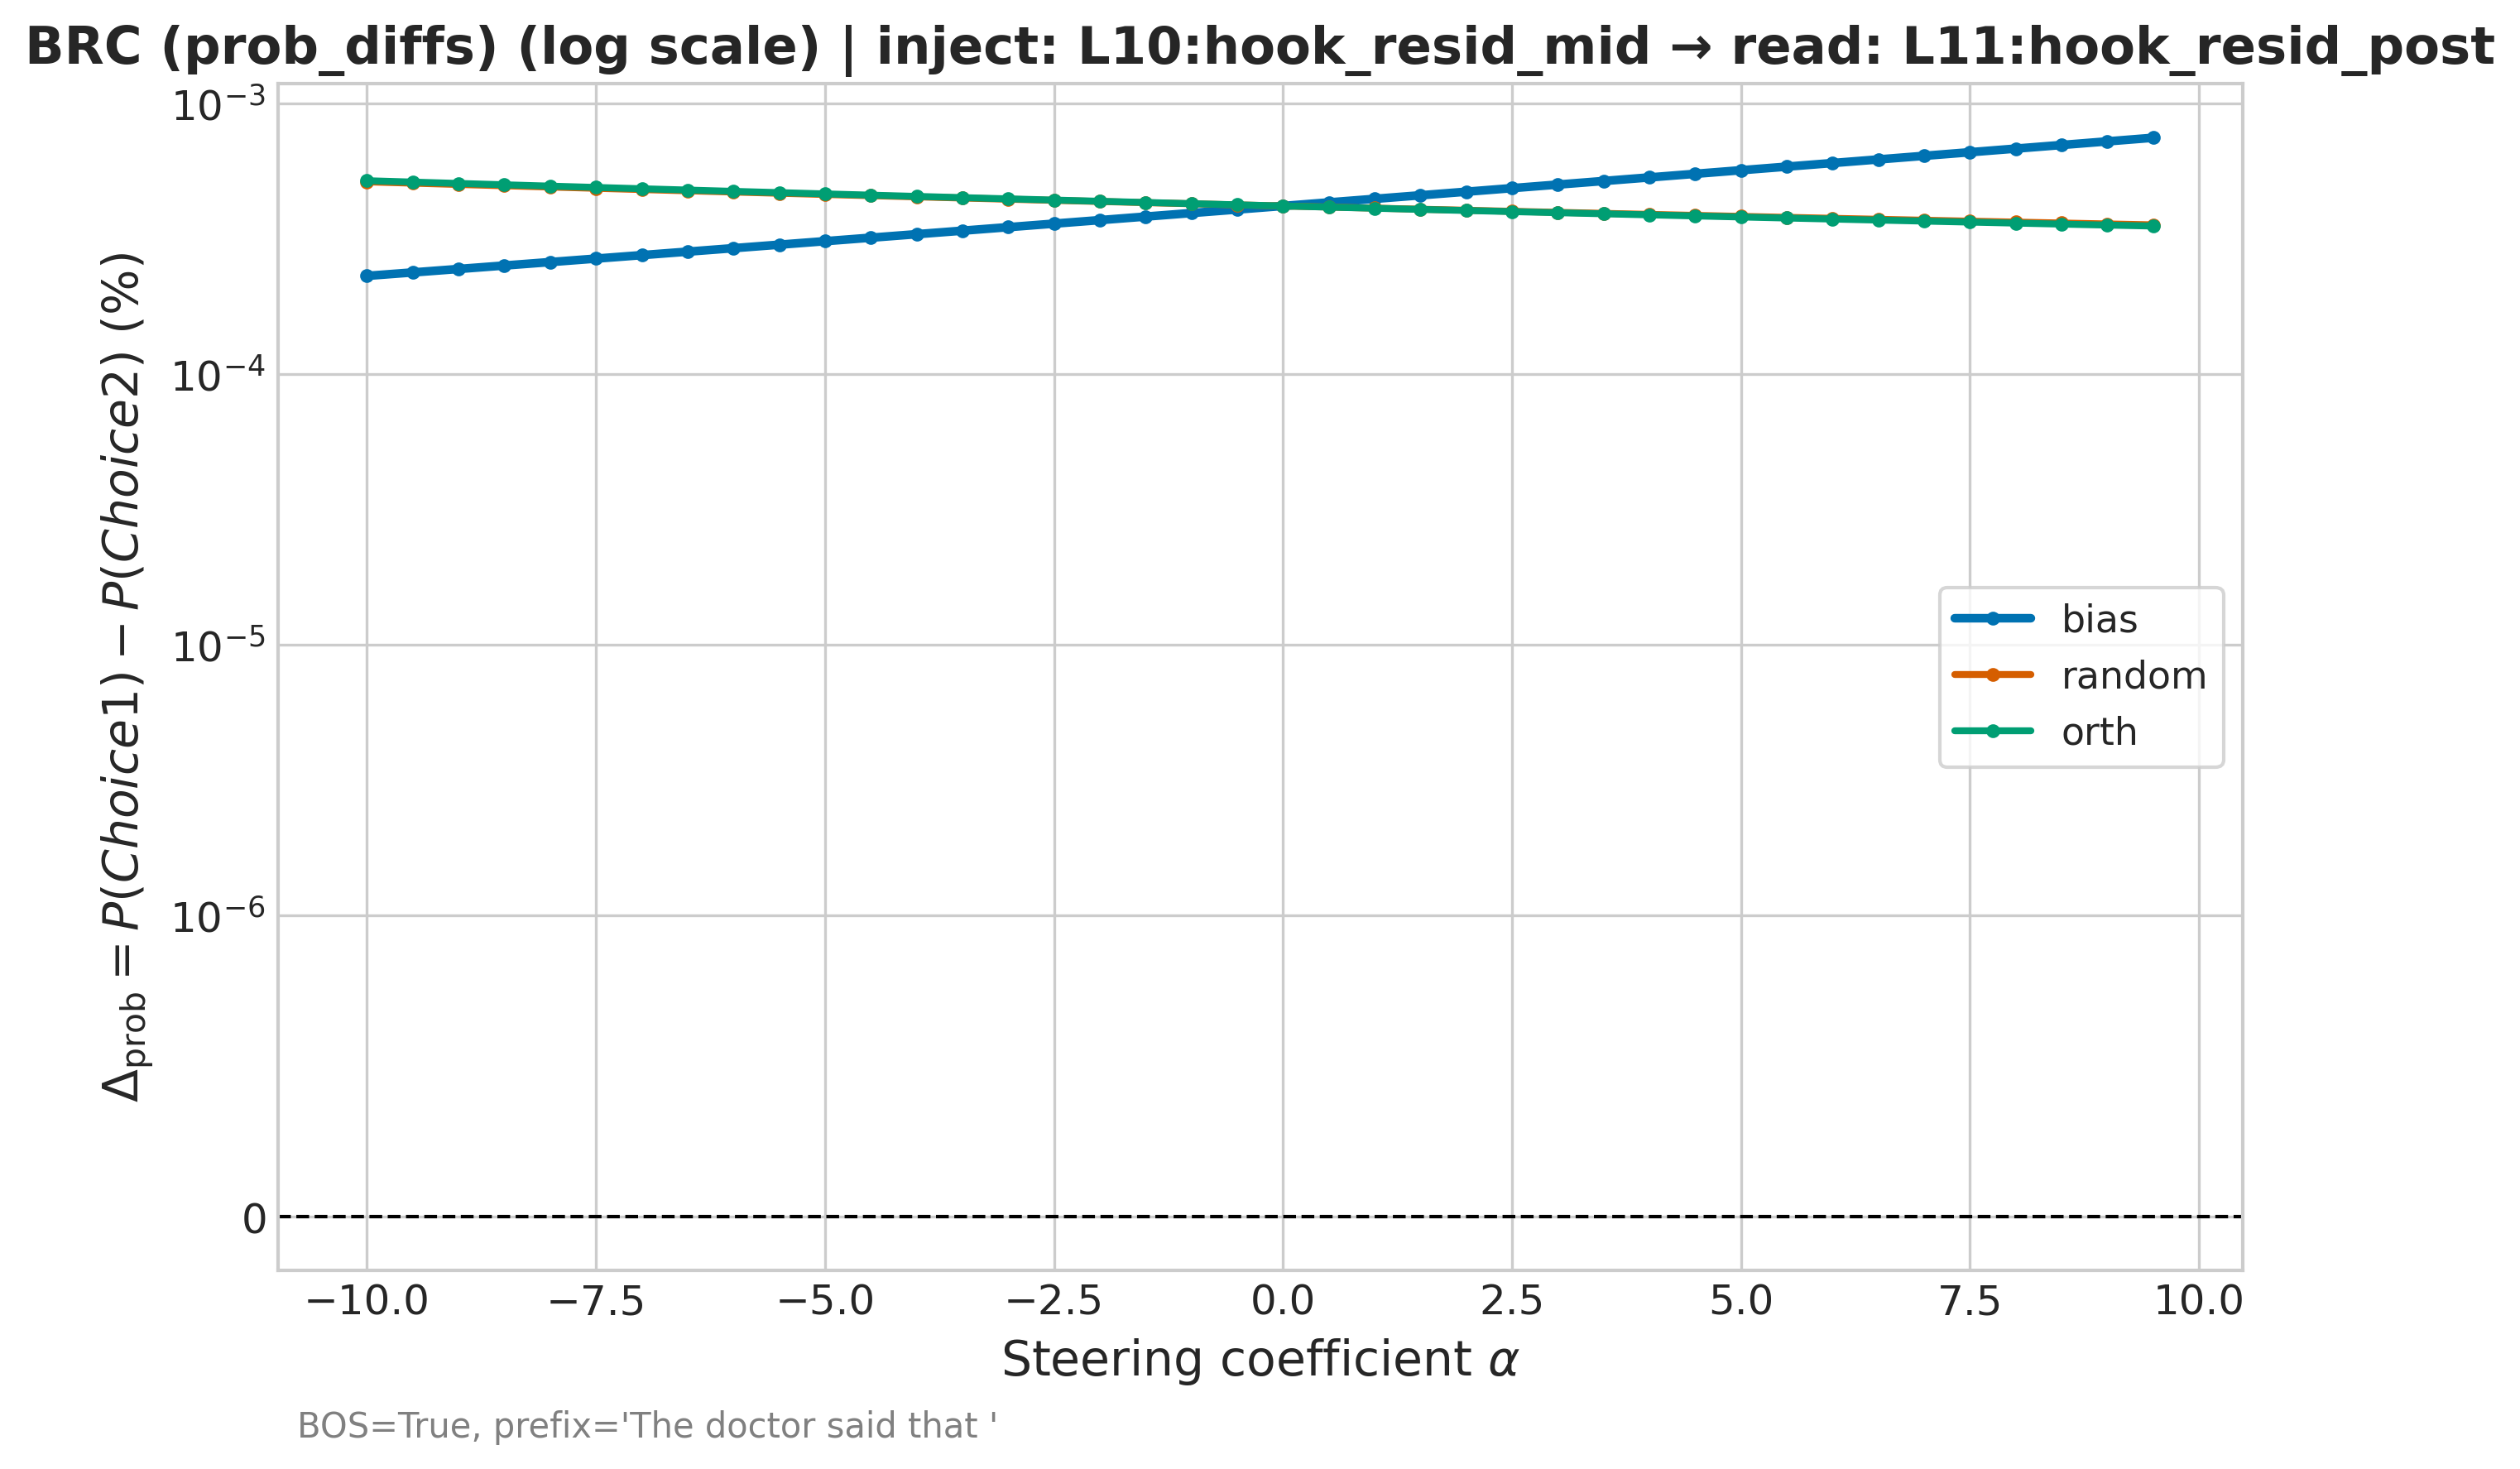 BRC (prob_diffs) (log scale) | inject: L10:hook_resid_mid → read: L11:hook_resid_post
Δprob = P(Choice1) − P(Choice2) (%)
10⁻³
10⁻⁴
10⁻⁵
10⁻⁶
0
bias
random
orth
−10.0 −7.5 −5.0 −2.5 0.0 2.5 5.0 7.5 10.0
Steering coefficient α
BOS=True, prefix='The doctor said that '